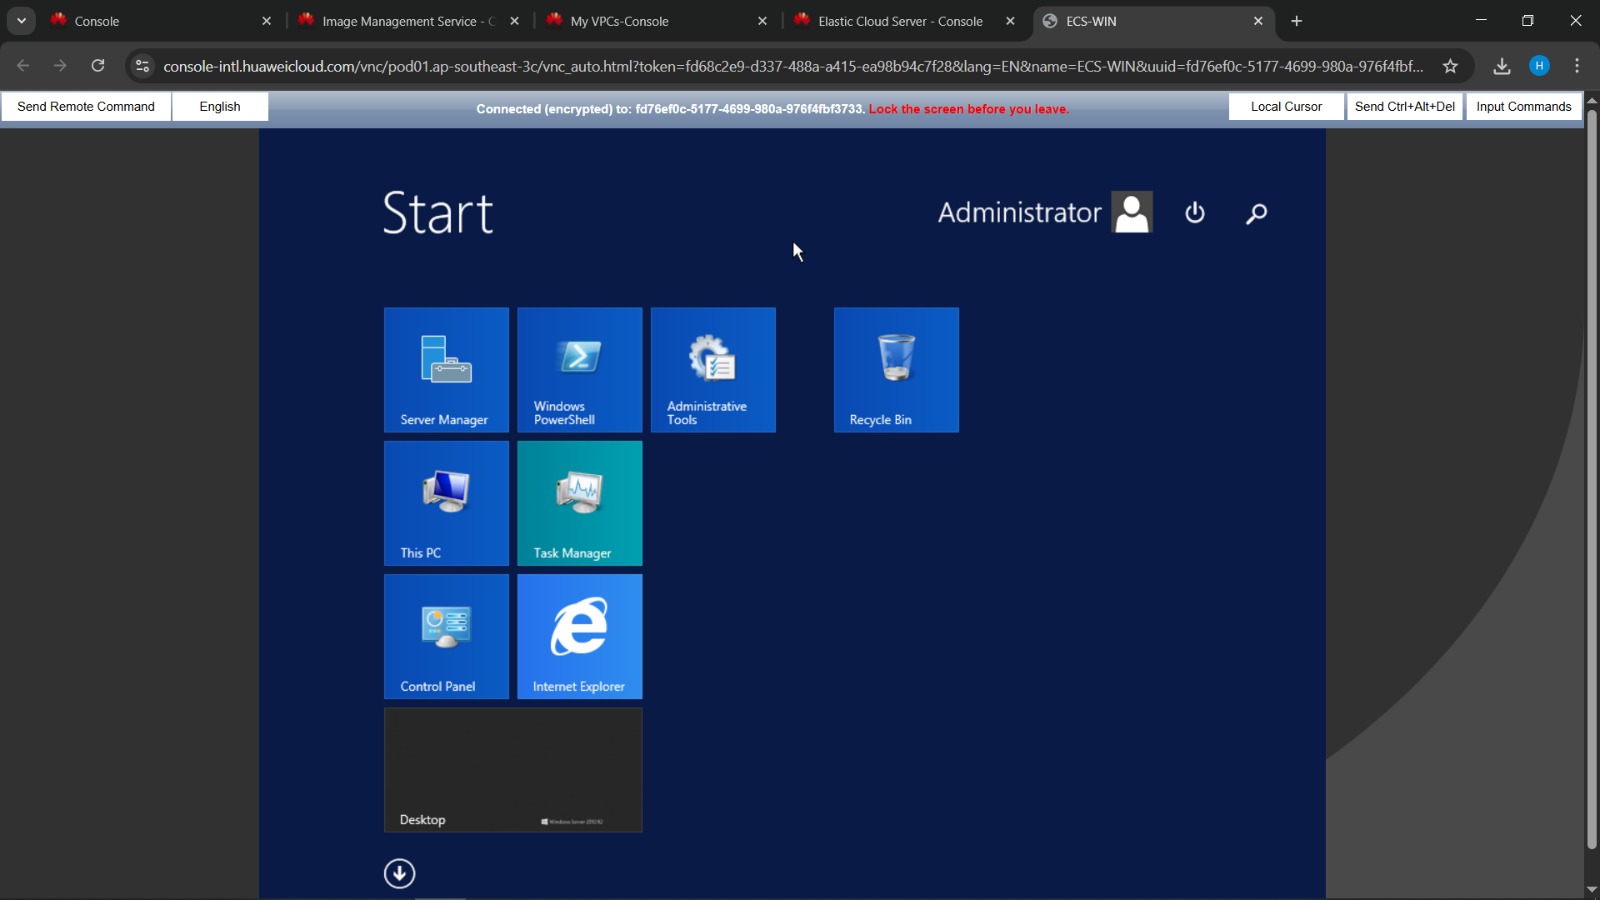 Console
Image Management Service - C
My VPCs-Console
Elastic Cloud Server - Console
ECS-WIN
console-intl.huaweicloud.com/vnc/pod01.ap-southeast-3c/vnc_auto.html?token=fd68c2e9-d337-488a-a415-ea98b94c7f28&lang=EN&name=ECS-WIN&uuid=fd76ef0c-5177-4699-980a-976f4fbf...
H
Send Remote Command
English
Connected (encrypted) to: fd76ef0c-5177-4699-980a-976f4fbf3733. Lock the screen before you leave.
Local Cursor
Send Ctrl+Alt+Del
Input Commands
Start
Administrator
Server Manager
Windows
PowerShell
Administrative
Tools
Recycle Bin
This PC
Task Manager
Control Panel
Internet Explorer
Desktop